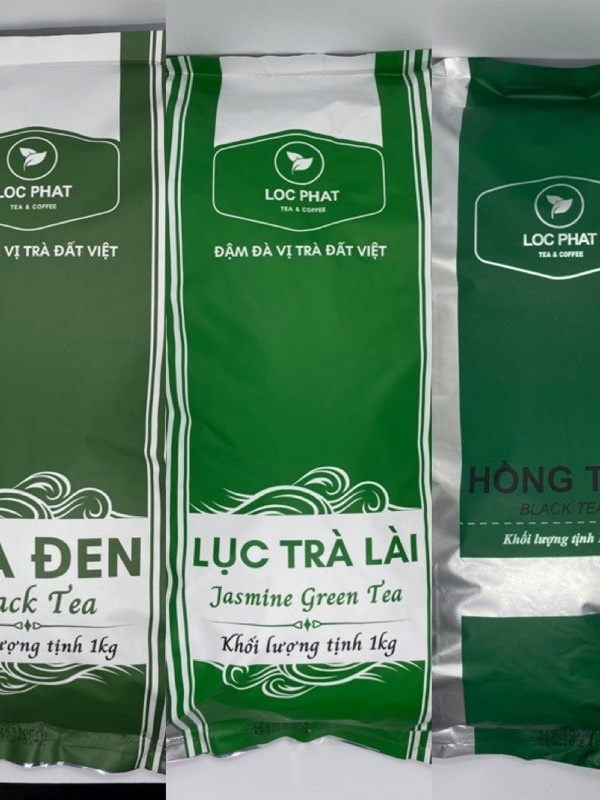 LOC PHAT
TEA & COFFEE
VỊ TRÀ ĐẤT VIỆT
ĐEN
Tea
tịnh 1kg
LOC PHAT
TEA & COFFEE
ĐẬM ĐÀ VỊ TRÀ ĐẤT VIỆT
LỤC TRÀ LÀI
Jasmine Green Tea
Khối lượng tịnh 1kg
LOC PHAT
TEA & COFFEE
HỒNG
BLACK TEA
Khối lượng tịnh